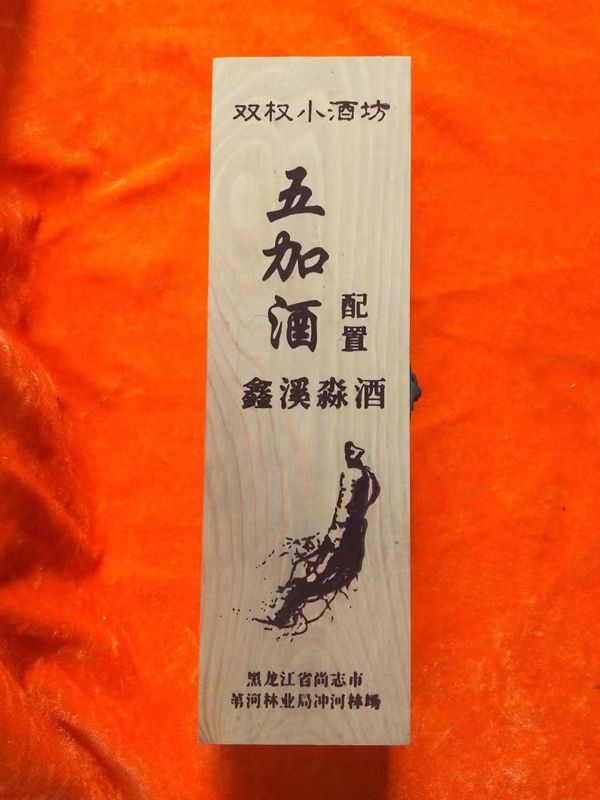 双权小酒坊
五加酒
配置
鑫溪淼酒
黑龙江省尚志市
苇河林业局冲河林场